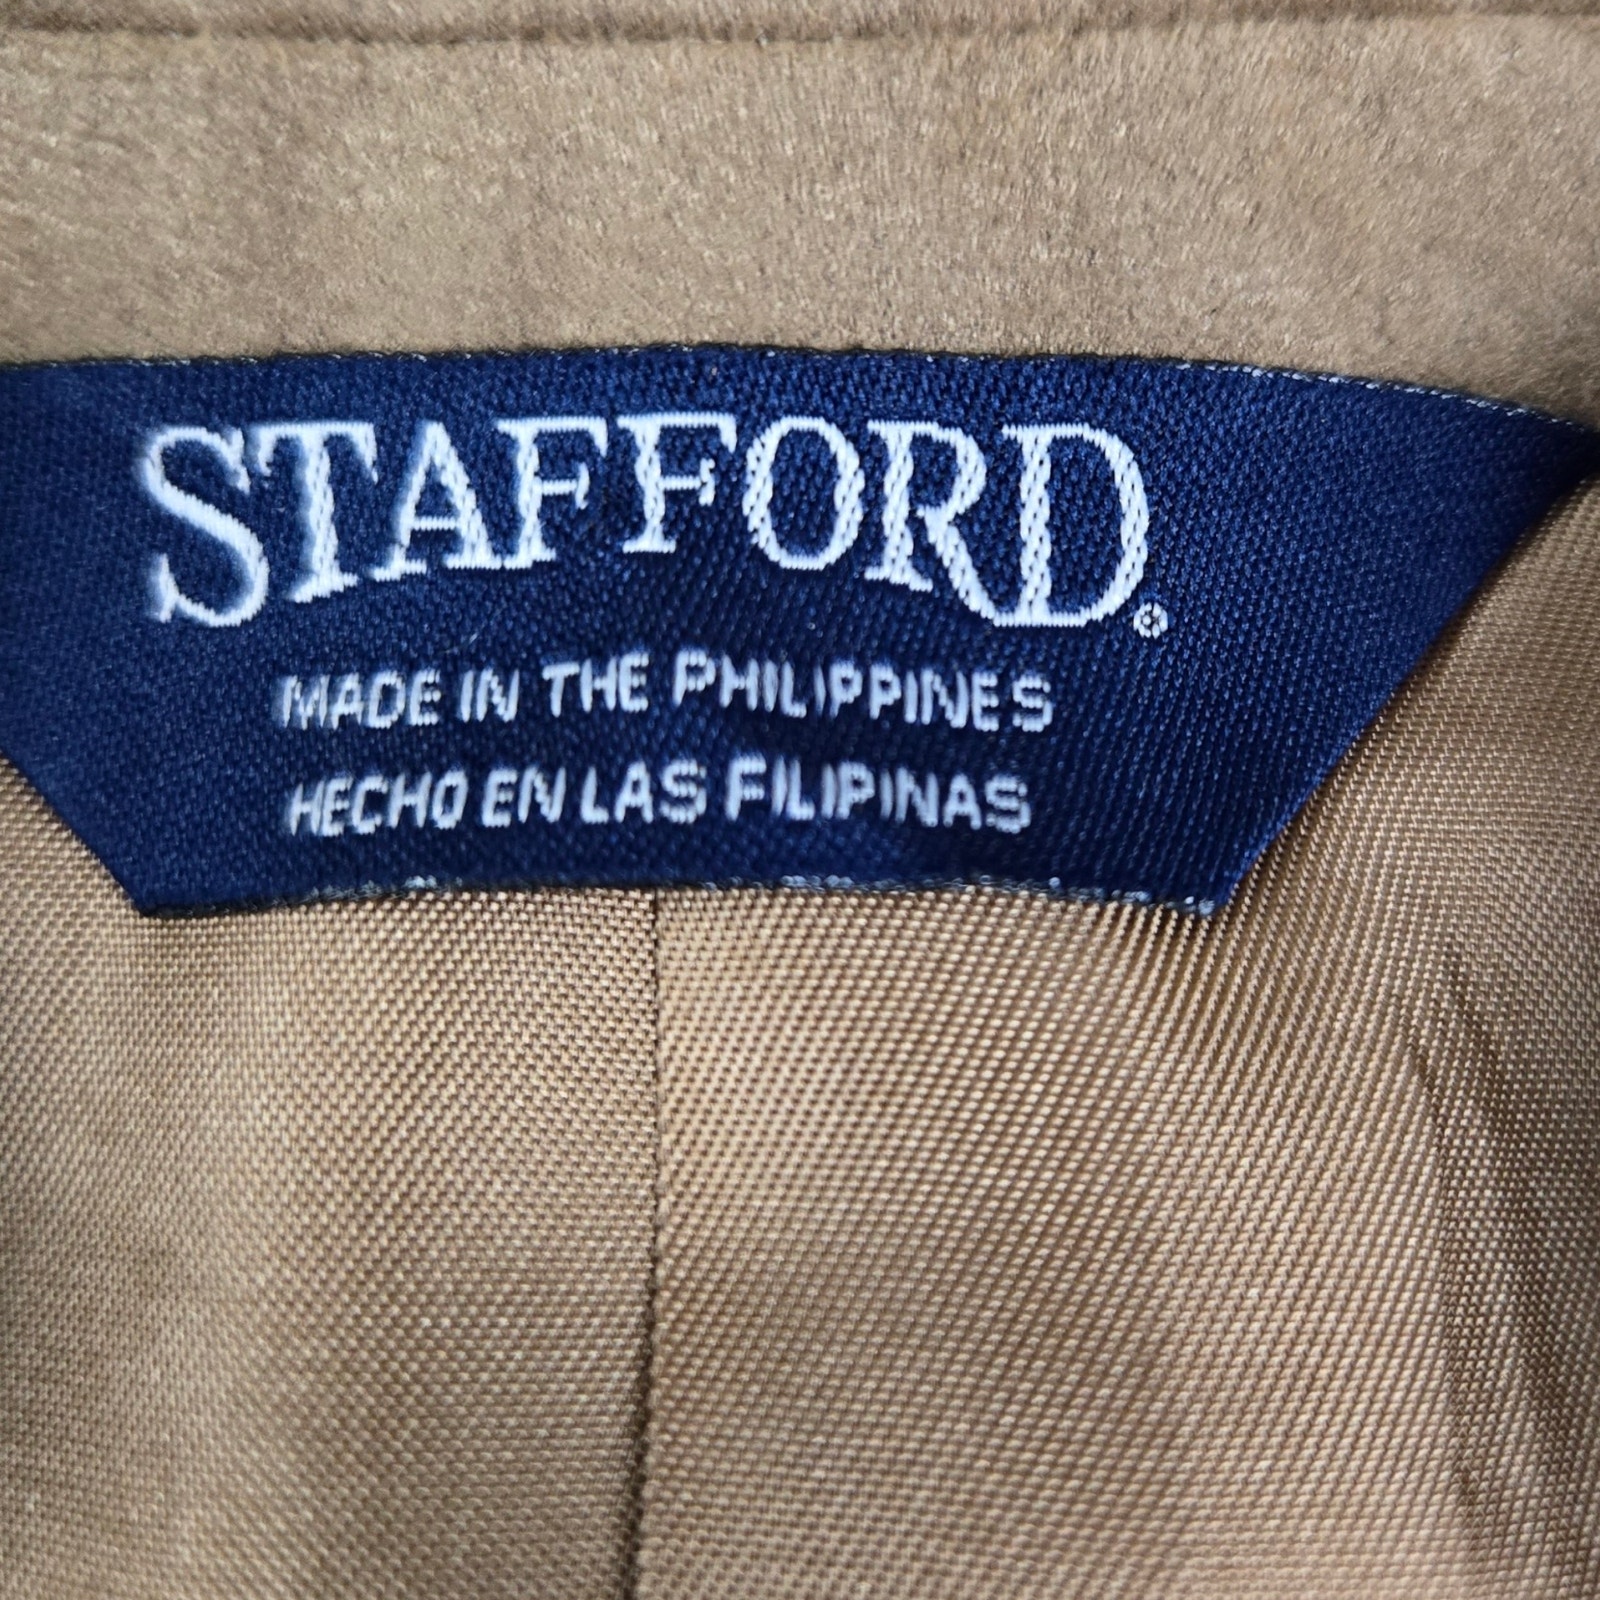 STAFFORD®
MADE IN THE PHILIPPINES
HECHO EN LAS FILIPINAS